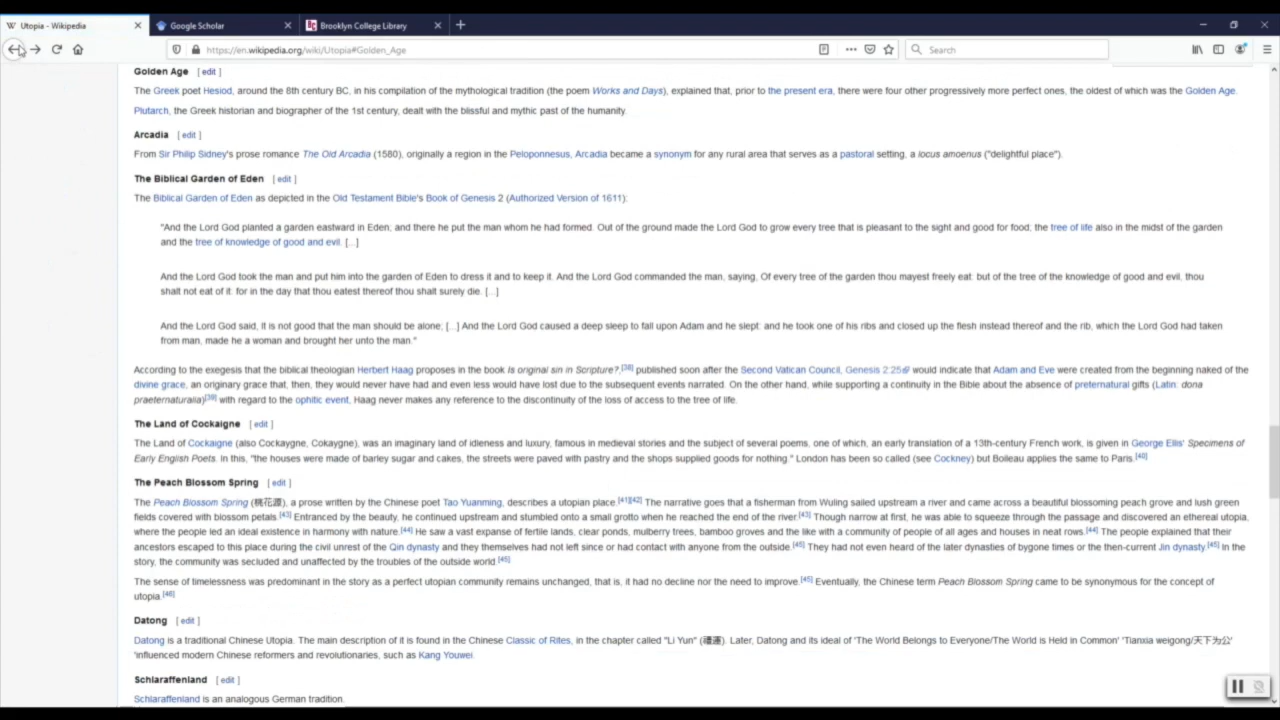 Utopia - Wikipedia
Google Scholar
Brooklyn College Library
https://en.wikipedia.org/wiki/Utopia#Golden_Age
Search
Golden Age [ edit ]
The Greek poet Hesiod, around the 8th century BC, in his compilation of the mythological tradition (the poem Works and Days), explained that, prior to the present era, there were four other progressively more perfect ones, the oldest of which was the Golden Age.
Plutarch, the Greek historian and biographer of the 1st century, dealt with the blissful and mythic past of the humanity.
Arcadia [ edit ]
From Sir Philip Sidney's prose romance The Old Arcadia (1580), originally a region in the Peloponnesus, Arcadia became a synonym for any rural area that serves as a pastoral setting, a locus amoenus ("delightful place").
The Biblical Garden of Eden [ edit ]
The Biblical Garden of Eden as depicted in the Old Testament Bible's Book of Genesis 2 (Authorized Version of 1611):
"And the Lord God planted a garden eastward in Eden; and there he put the man whom he had formed. Out of the ground made the Lord God to grow every tree that is pleasant to the sight and good for food; the tree of life also in the midst of the garden
and the tree of knowledge of good and evil. [...]
And the Lord God took the man and put him into the garden of Eden to dress it and to keep it. And the Lord God commanded the man, saying, Of every tree of the garden thou mayest freely eat: but of the tree of the knowledge of good and evil, thou
shalt not eat of it: for in the day that thou eatest thereof thou shalt surely die. [...]
And the Lord God said, It is not good that the man should be alone; [...] And the Lord God caused a deep sleep to fall upon Adam and he slept: and he took one of his ribs and closed up the flesh instead thereof and the rib, which the Lord God had taken
from man, made he a woman and brought her unto the man."
According to the exegesis that the biblical theologian Herbert Haag proposes in the book Is original sin in Scripture?,[38] published soon after the Second Vatican Council, Genesis 2:25 would indicate that Adam and Eve were created from the beginning naked of the
divine grace, an originary grace that, then, they would never have had and even less would have lost due to the subsequent events narrated. On the other hand, while supporting a continuity in the Bible about the absence of preternatural gifts (Latin: dona
praeternaturalia)[39] with regard to the ophitic event, Haag never makes any reference to the discontinuity of the loss of access to the tree of life.
The Land of Cockaigne [ edit ]
The Land of Cockaigne (also Cockaygne, Cokaygne), was an imaginary land of idleness and luxury, famous in medieval stories and the subject of several poems, one of which, an early translation of a 13th-century French work, is given in George Ellis' Specimens of
Early English Poets. In this, "the houses were made of barley sugar and cakes, the streets were paved with pastry and the shops supplied goods for nothing." London has been so called (see Cockney) but Boileau applies the same to Paris.[40]
The Peach Blossom Spring [ edit ]
The Peach Blossom Spring (桃花源), a prose written by the Chinese poet Tao Yuanming, describes a utopian place.[41][42] The narrative goes that a fisherman from Wuling sailed upstream a river and came across a beautiful blossoming peach grove and lush green
fields covered with blossom petals.[43] Entranced by the beauty, he continued upstream and stumbled onto a small grotto when he reached the end of the river.[43] Though narrow at first, he was able to squeeze through the passage and discovered an ethereal utopia,
where the people led an ideal existence in harmony with nature.[44] He saw a vast expanse of fertile lands, clear ponds, mulberry trees, bamboo groves and the like with a community of people of all ages and houses in neat rows.[44] The people explained that their
ancestors escaped to this place during the civil unrest of the Qin dynasty and they themselves had not left since or had contact with anyone from the outside.[45] They had not even heard of the later dynasties of bygone times or the then-current Jin dynasty.[45] In the
story, the community was secluded and unaffected by the troubles of the outside world.[45]
The sense of timelessness was predominant in the story as a perfect utopian community remains unchanged, that is, it had no decline nor the need to improve.[45] Eventually, the Chinese term Peach Blossom Spring came to be synonymous for the concept of
utopia.[46]
Datong [ edit ]
Datong is a traditional Chinese Utopia. The main description of it is found in the Chinese Classic of Rites, in the chapter called "Li Yun" (禮運). Later, Datong and its ideal of 'The World Belongs to Everyone/The World is Held in Common' 'Tianxia weigong/天下为公'
'influenced modern Chinese reformers and revolutionaries, such as Kang Youwei.
Schlaraffenland [ edit ]
Schlaraffenland is an analogous German tradition.